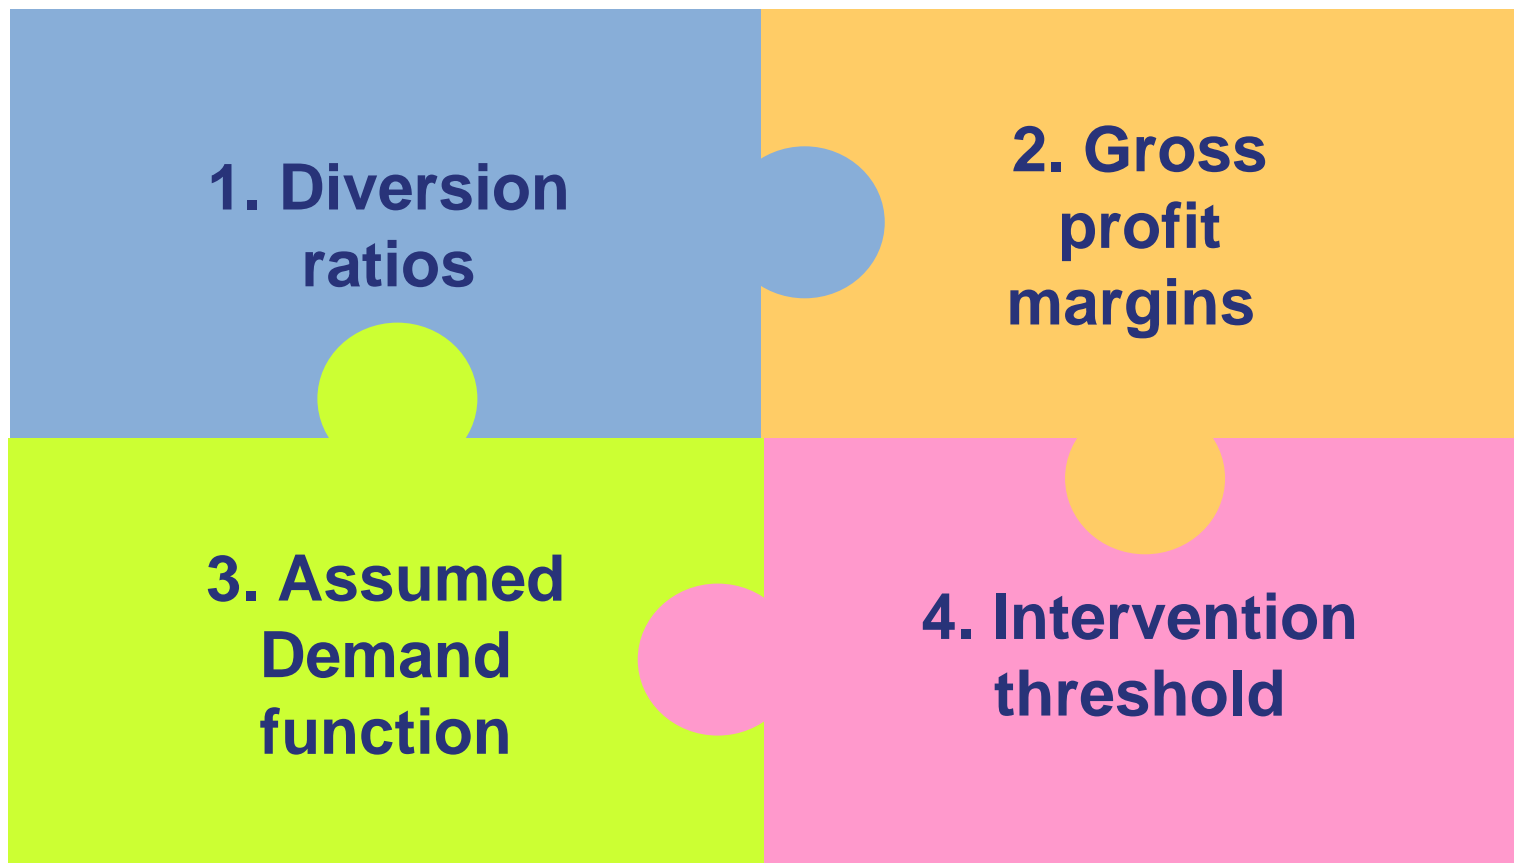 1. Diversion
ratios
2. Gross
profit
margins
3. Assumed
Demand
function
4. Intervention
threshold